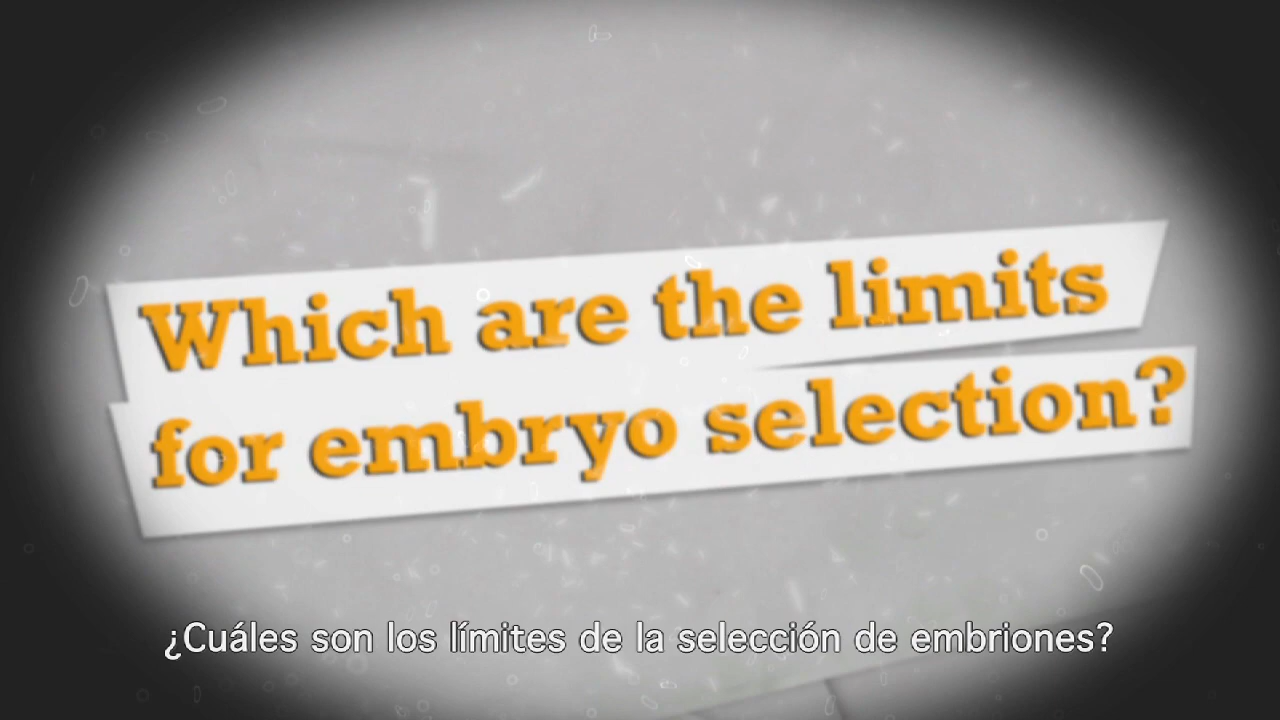 Which are the limits
for embryo selection?
¿Cuáles son los límites de la selección de embriones?